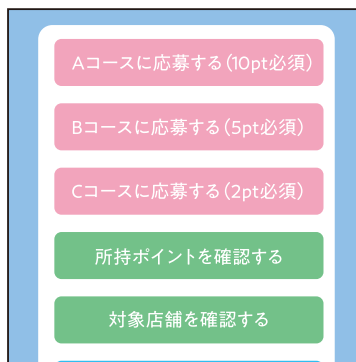 Aコースに応募する（10pt必須）
Bコースに応募する（5pt必須）
Cコースに応募する（2pt必須）
所持ポイントを確認する
対象店舗を確認する